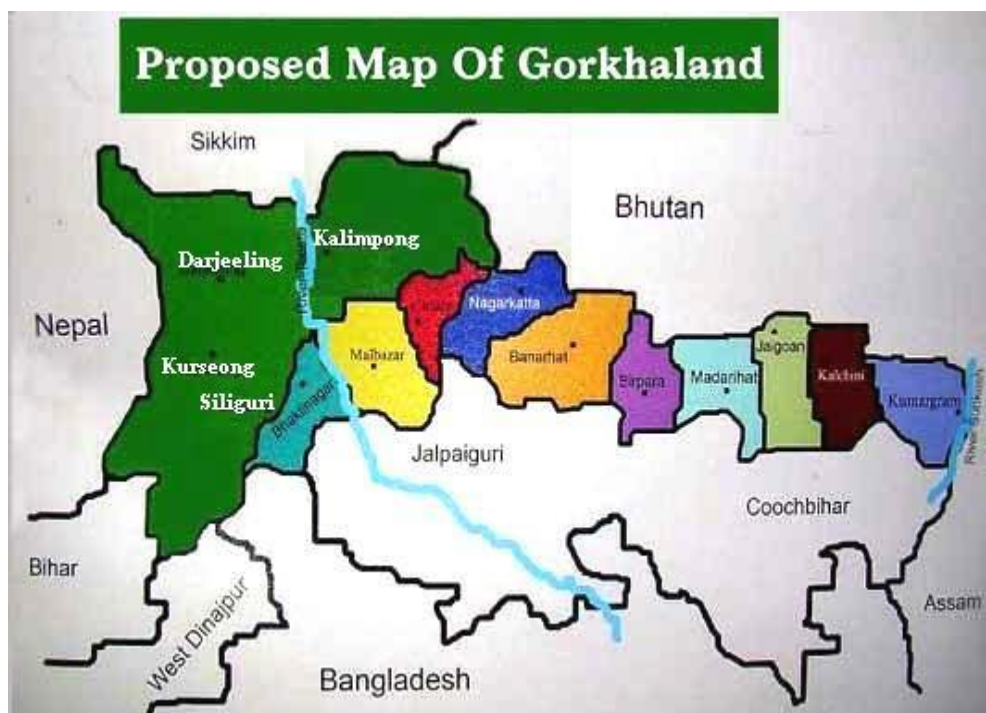 Proposed Map Of Gorkhaland
Sikkim
Bhutan
Kalimpong
Darjeeling
Nepal
Nagarkatta
Malbazar
Banarhat
Jaigoan
Kurseong
Siliguri
Bhaktinagar
Birpara
Madarihat
Kalchini
Kumargram
Jalpaiguri
Coochbihar
Bihar
West Dinajpur
Assam
Bangladesh